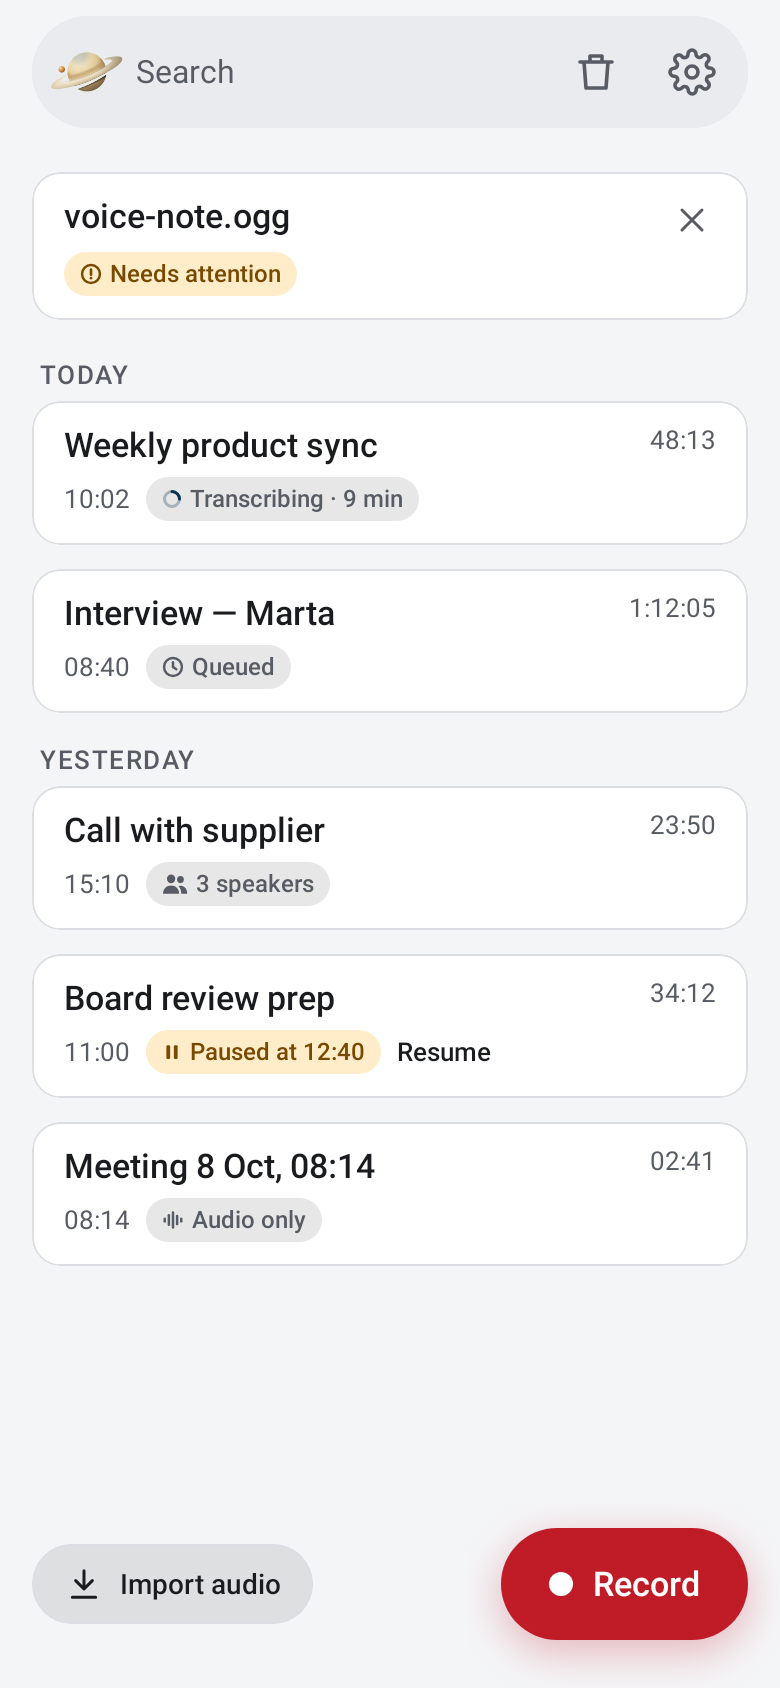 Search
voice-note.ogg
Needs attention
TODAY
Weekly product sync 48:13
10:02 Transcribing · 9 min
Interview — Marta 1:12:05
08:40 Queued
YESTERDAY
Call with supplier 23:50
15:10 3 speakers
Board review prep 34:12
11:00 Paused at 12:40 Resume
Meeting 8 Oct, 08:14 02:41
08:14 Audio only
Import audio Record